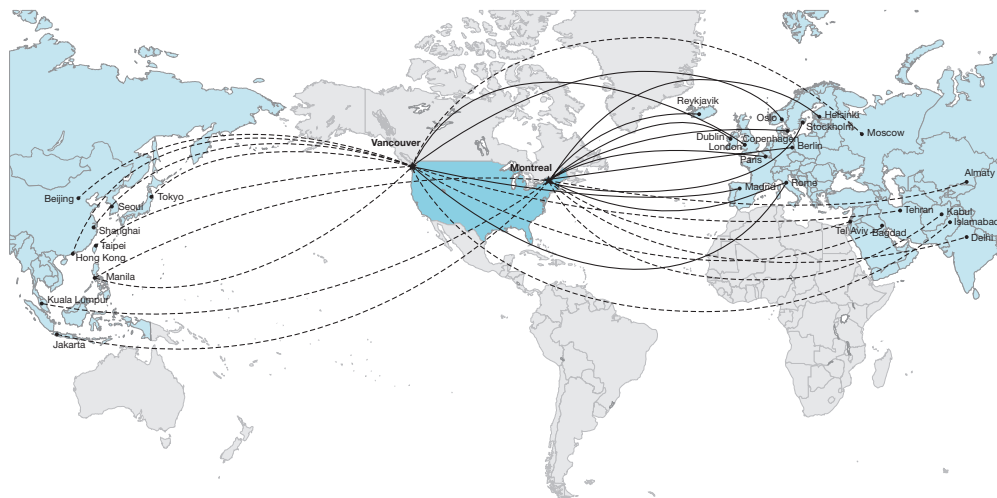 Reykjavik
Oslo
Helsinki
Stockholm
Moscow
Dublin
Copenhagen
London
Vancouver
Berlin
Paris
Montreal
Almaty
Madrid
Rome
Beijing
Tokyo
Seoul
Tehran
Kabul
Islamabad
Shanghai
Tel Aviv
Bagdad
Delhi
Taipei
Hong Kong
Manila
Kuala Lumpur
Jakarta